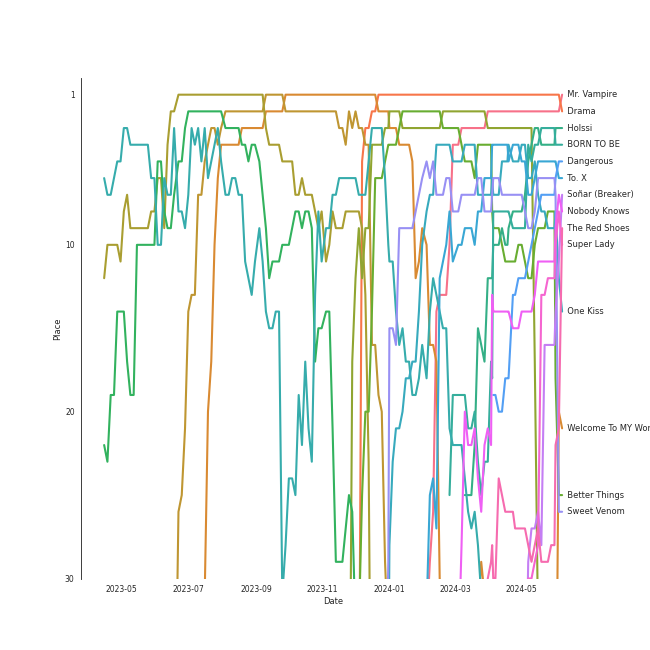 1
10
20
30
Place
2023-05
2023-07
2023-09
2023-11
2024-01
2024-03
2024-05
Date
Mr. Vampire
Drama
Holssi
BORN TO BE
Dangerous
To. X
Soñar (Breaker)
Nobody Knows
The Red Shoes
Super Lady
One Kiss
Welcome To MY Wor
Better Things
Sweet Venom